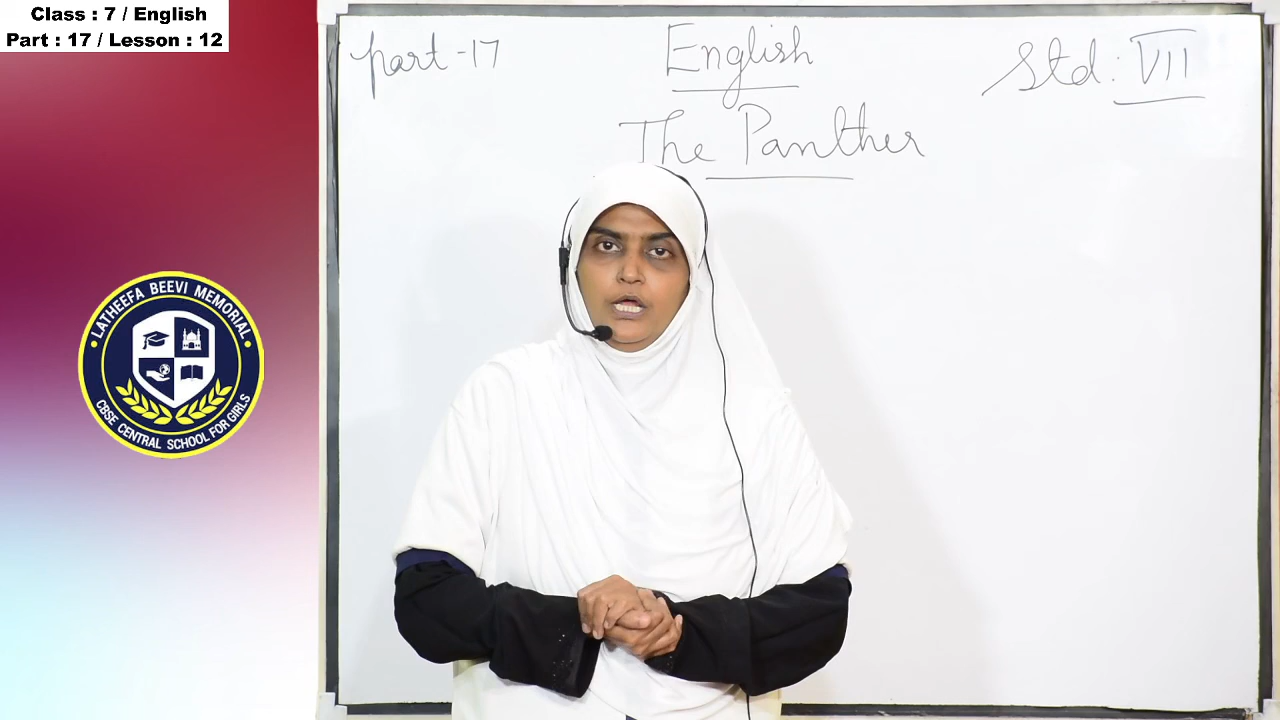 Class : 7 / English
Part : 17 / Lesson : 12
part-17
English
Std: VII
The Panther
LATHEEFA BEEVI MEMORIAL
CBSE CENTRAL SCHOOL FOR GIRLS